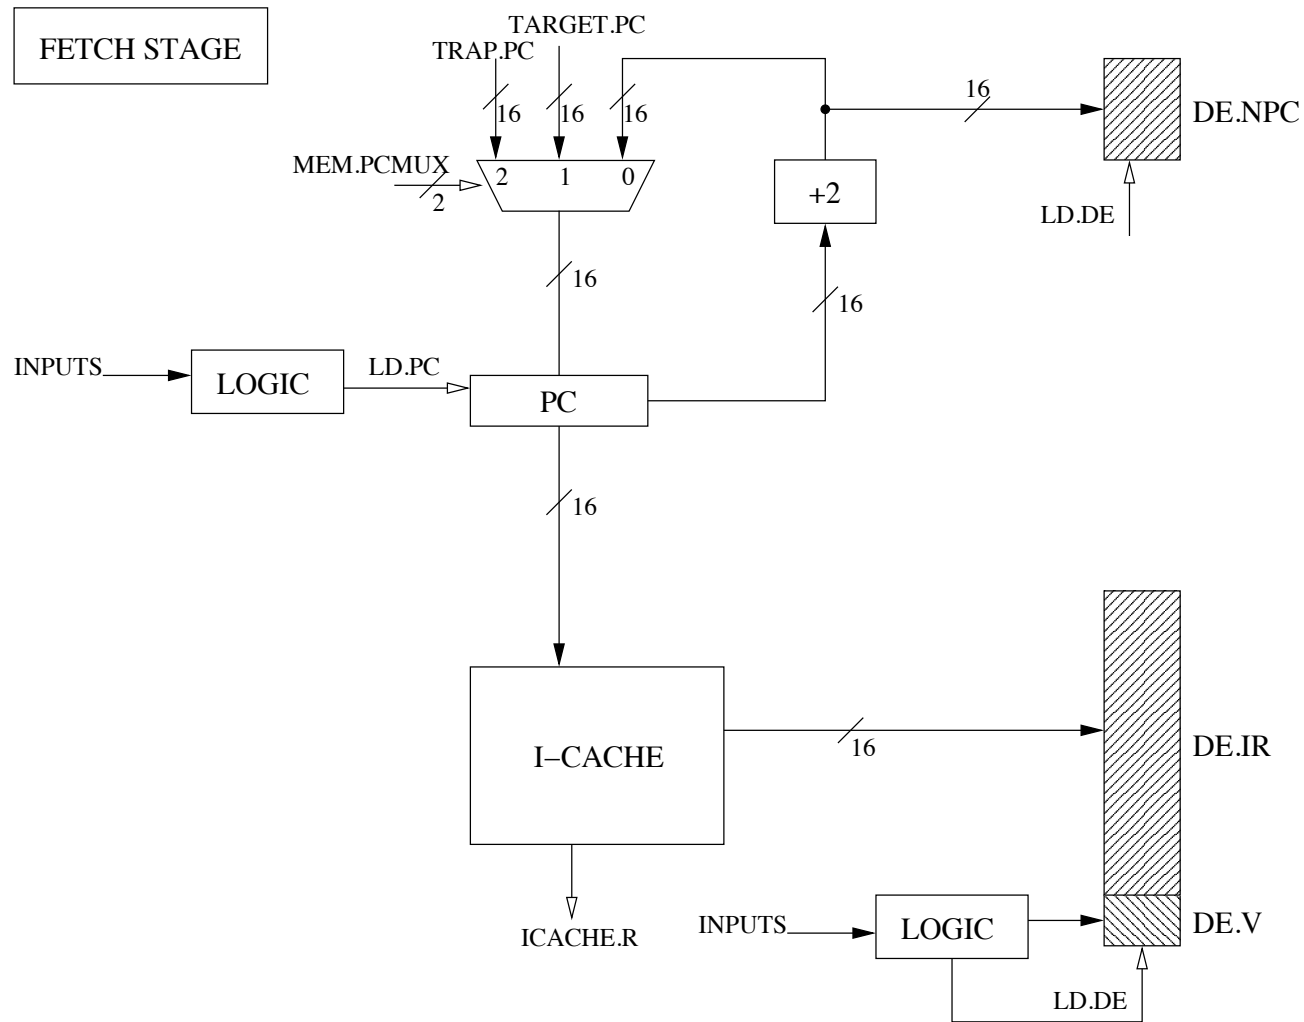 FETCH STAGE
TARGET.PC
TRAP.PC
16
16
16
16
DE.NPC
MEM.PCMUX
2
2
1
0
+2
LD.DE
16
16
INPUTS
LOGIC
LD.PC
PC
16
I–CACHE
16
DE.IR
ICACHE.R
INPUTS
LOGIC
DE.V
LD.DE